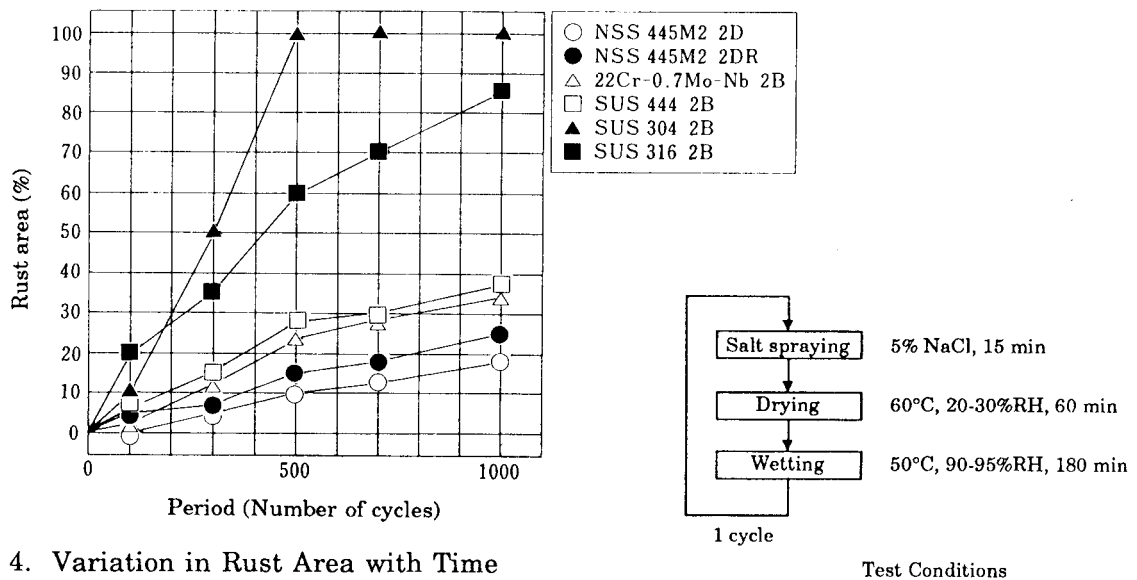 100
90
80
70
60
50
40
30
20
10
0
Rust area (%)
0
500
1000
Period (Number of cycles)
NSS 445M2 2D
NSS 445M2 2DR
22Cr-0.7Mo-Nb 2B
SUS 444 2B
SUS 304 2B
SUS 316 2B
Salt spraying 5% NaCl, 15 min
Drying 60°C, 20-30%RH, 60 min
Wetting 50°C, 90-95%RH, 180 min
1 cycle
4. Variation in Rust Area with Time
Test Conditions